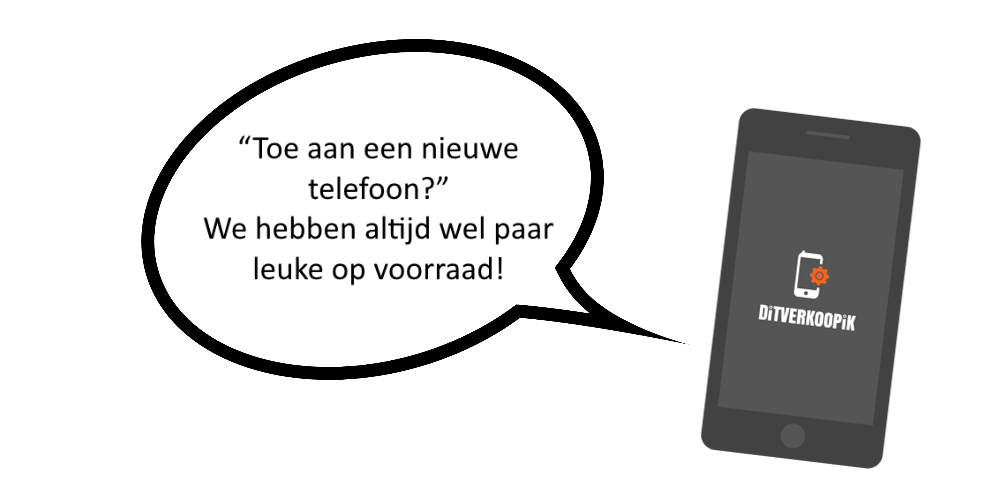 “Toe aan een nieuwe
telefoon?”
We hebben altijd wel paar
leuke op voorraad!
DiTVERKOOPiK